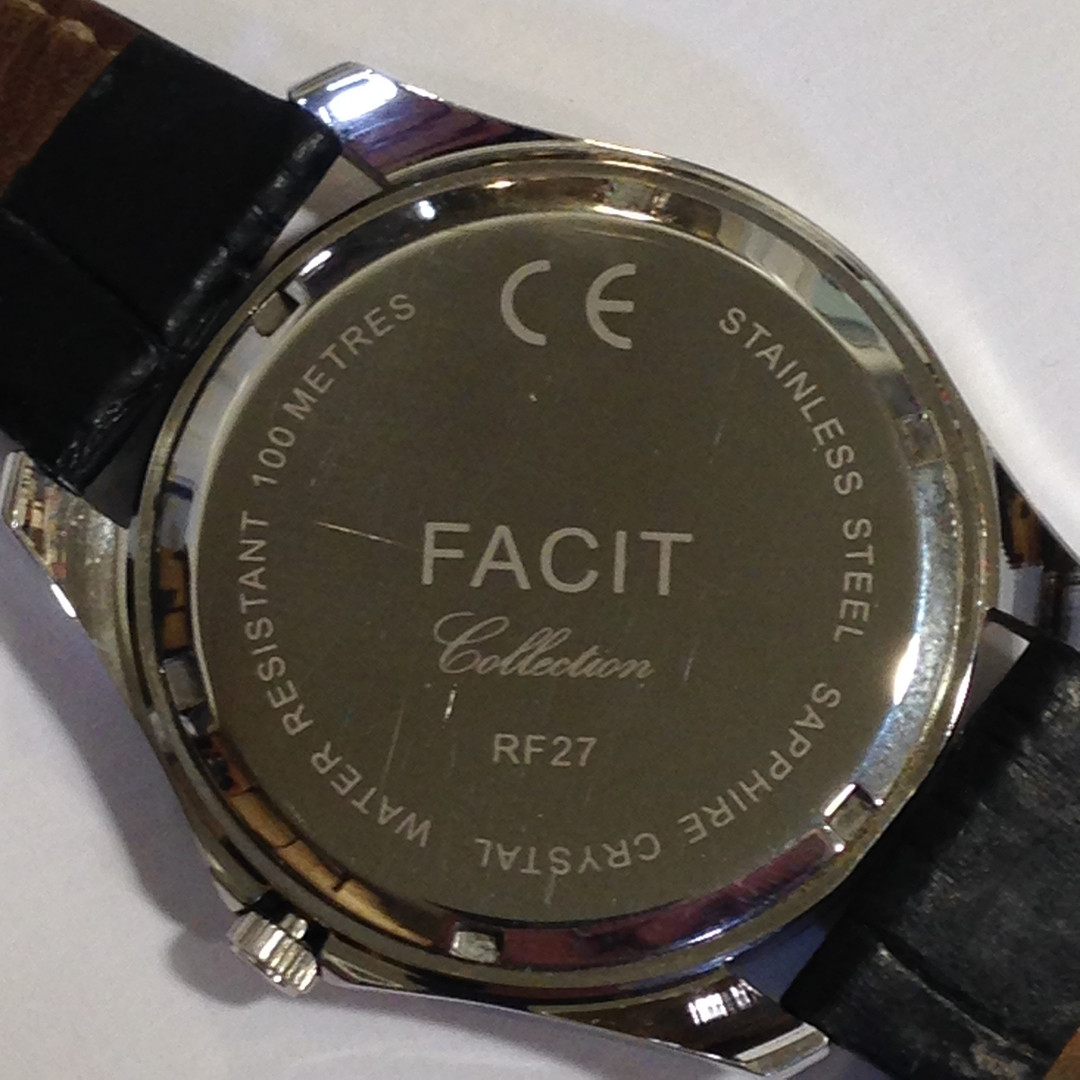 CE
STAINLESS STEEL SAPPHIRE CRYSTAL WATER RESISTANT 100 METRES
FACIT
Collection
RF27